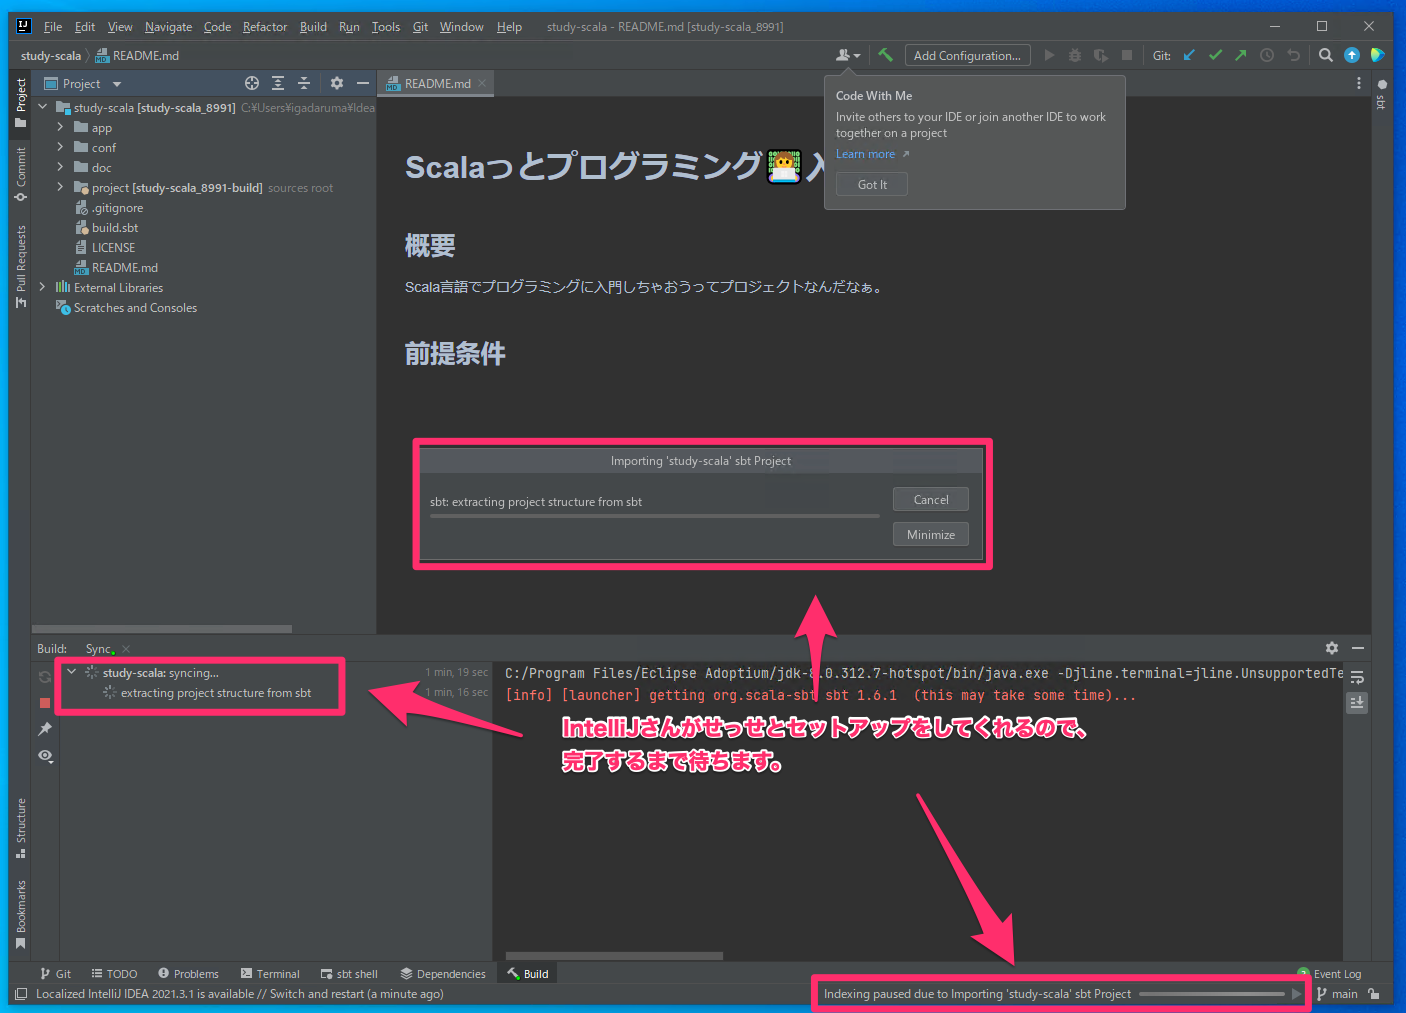 File Edit View Navigate Code Refactor Build Run Tools Git Window Help study-scala - README.md [study-scala_8991]
study-scala README.md Add Configuration... Git:
Project README.md
study-scala [study-scala_8991] C:¥Users¥igadaruma¥Idea
app
conf
doc
project [study-scala_8991-build] sources root
.gitignore
build.sbt
LICENSE
README.md
External Libraries
Scratches and Consoles
Project
Commit
Pull Requests
Structure
Bookmarks
sbt
Code With Me
Invite others to your IDE or join another IDE to work
together on a project
Learn more
Got It
Scalaっとプログラミング👨‍💻入
概要
Scala言語でプログラミングに入門しちゃおうってプロジェクトなんだなぁ。
前提条件
Importing 'study-scala' sbt Project
sbt: extracting project structure from sbt
Cancel
Minimize
Build: Sync
study-scala: syncing... 1 min, 19 sec
extracting project structure from sbt 1 min, 16 sec
C:/Program Files/Eclipse Adoptium/jdk-8.0.312.7-hotspot/bin/java.exe -Djline.terminal=jline.UnsupportedTe
[info] [launcher] getting org.scala-sbt sbt 1.6.1 (this may take some time)...
IntelliJさんがせっせとセットアップをしてくれるので、
完了するまで待ちます。
Git TODO Problems Terminal sbt shell Dependencies Build Event Log
Localized IntelliJ IDEA 2021.3.1 is available // Switch and restart (a minute ago) Indexing paused due to Importing 'study-scala' sbt Project main